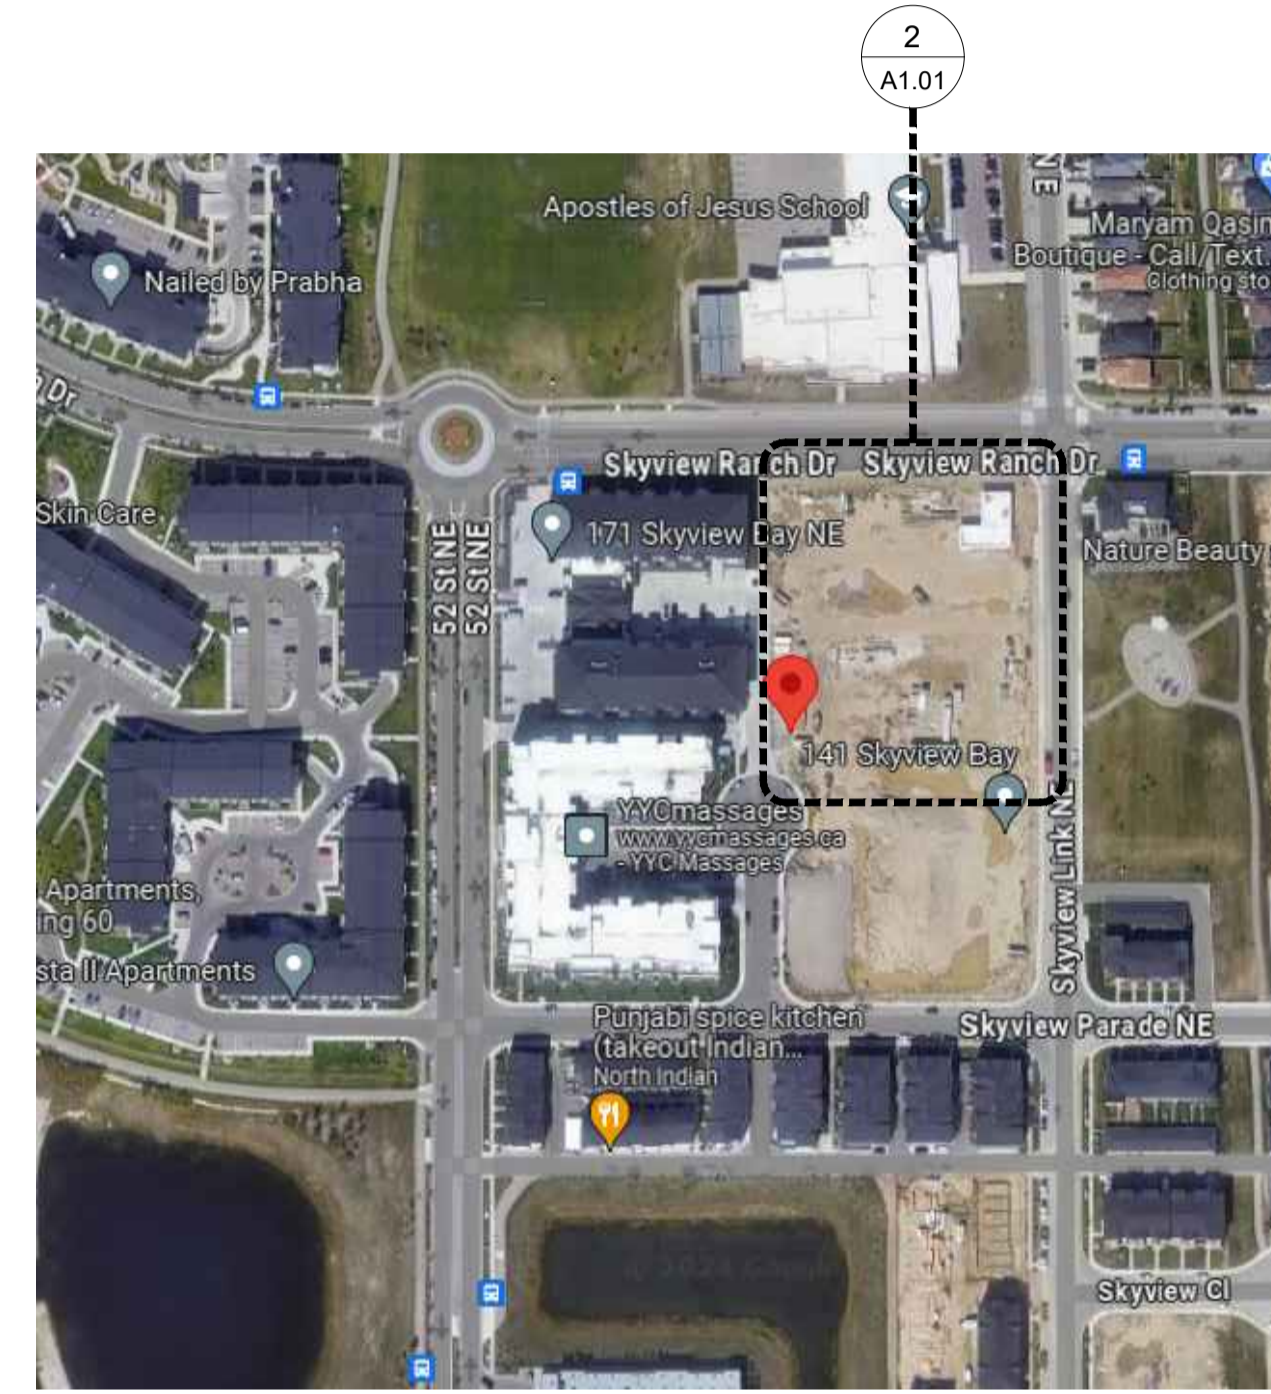 2
A1.01
NE
Apostles of Jesus School
Maryam Qasim
Boutique - Call/Text.
Clothing sto
Nailed by Prabha
Dr
Skyview Ranch Dr
Skyview Ranch Dr
Skin Care
171 Skyview Bay NE
52 St NE
52 St NE
Nature Beauty
141 Skyview Bay
YYCmassages
www.yycmassages.ca
- YYC Massages
Skyview Link NE
Apartments,
ing 60
sta II Apartments
Punjabi spice kitchen
(takeout Indian...
North Indian
Skyview Parade NE
Skyview Cl